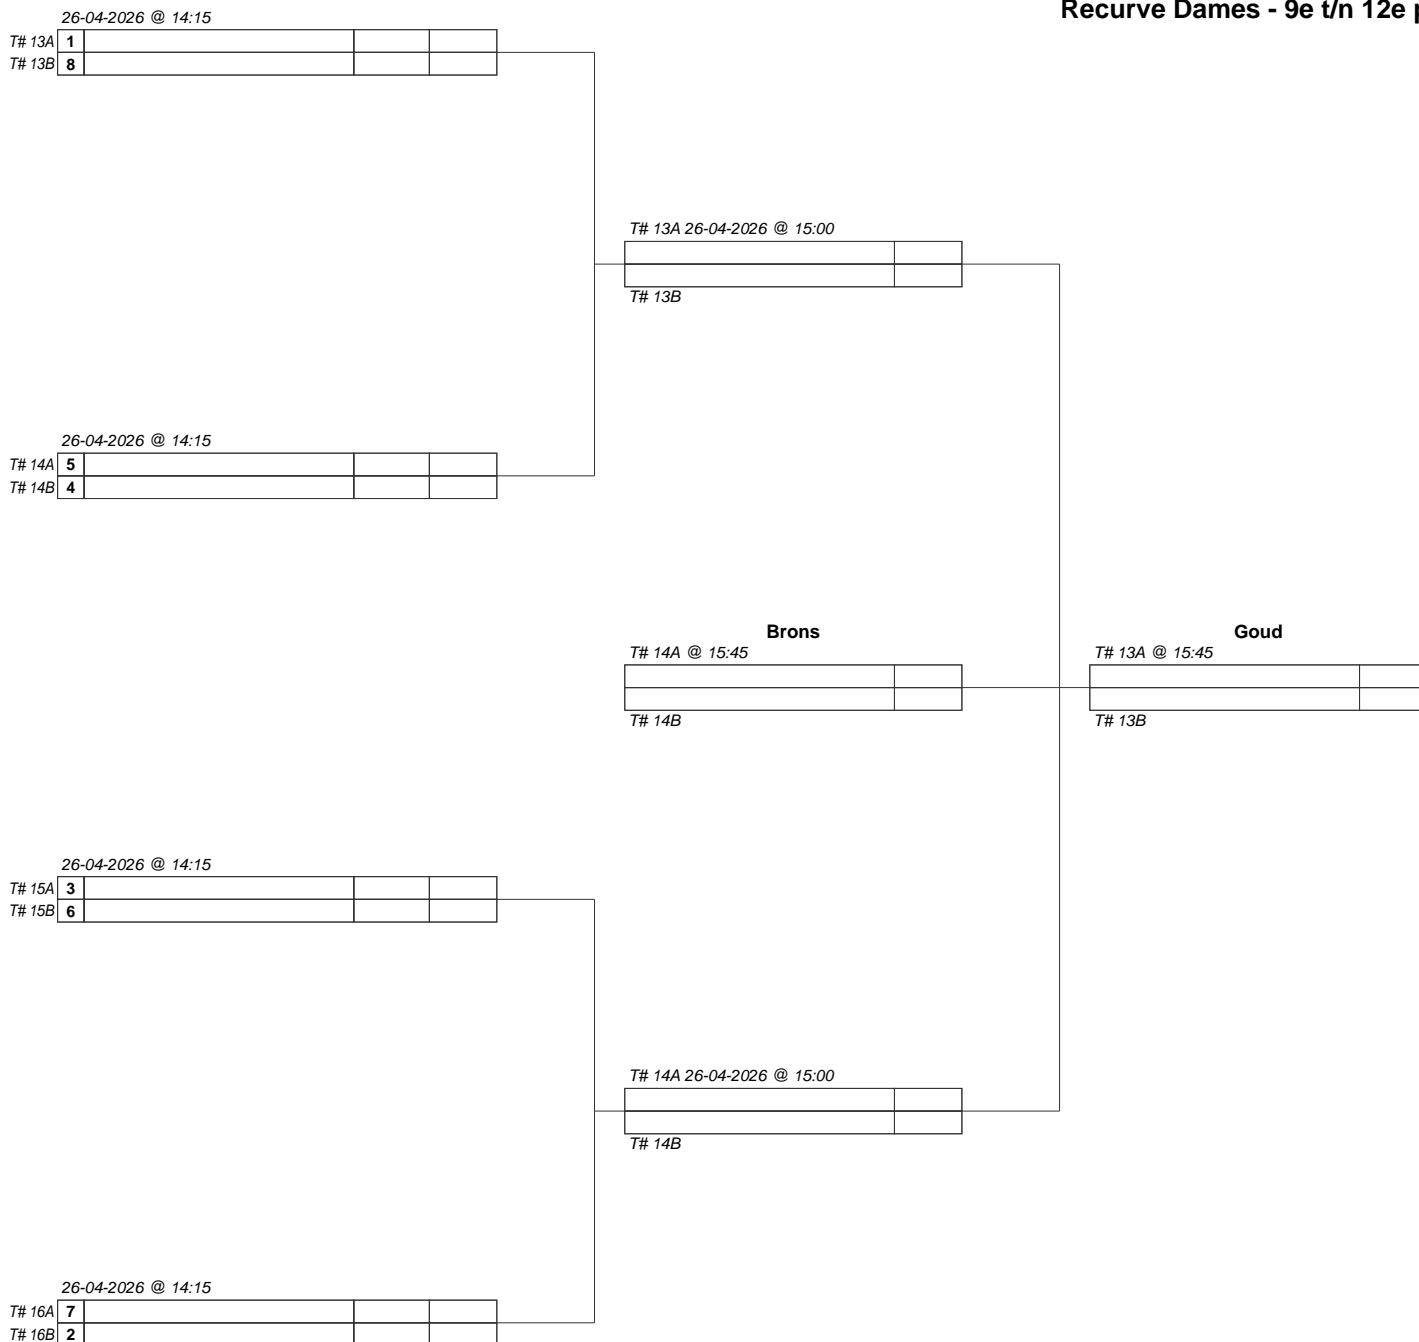 Recurve Dames - 9e t/n 12e
26-04-2026 @ 14:15
T# 13A 1
T# 13B 8
T# 13A 26-04-2026 @ 15:00
T# 13B
26-04-2026 @ 14:15
T# 14A 5
T# 14B 4
Brons
T# 14A @ 15:45
T# 14B
Goud
T# 13A @ 15:45
T# 13B
26-04-2026 @ 14:15
T# 15A 3
T# 15B 6
T# 14A 26-04-2026 @ 15:00
T# 14B
26-04-2026 @ 14:15
T# 16A 7
T# 16B 2